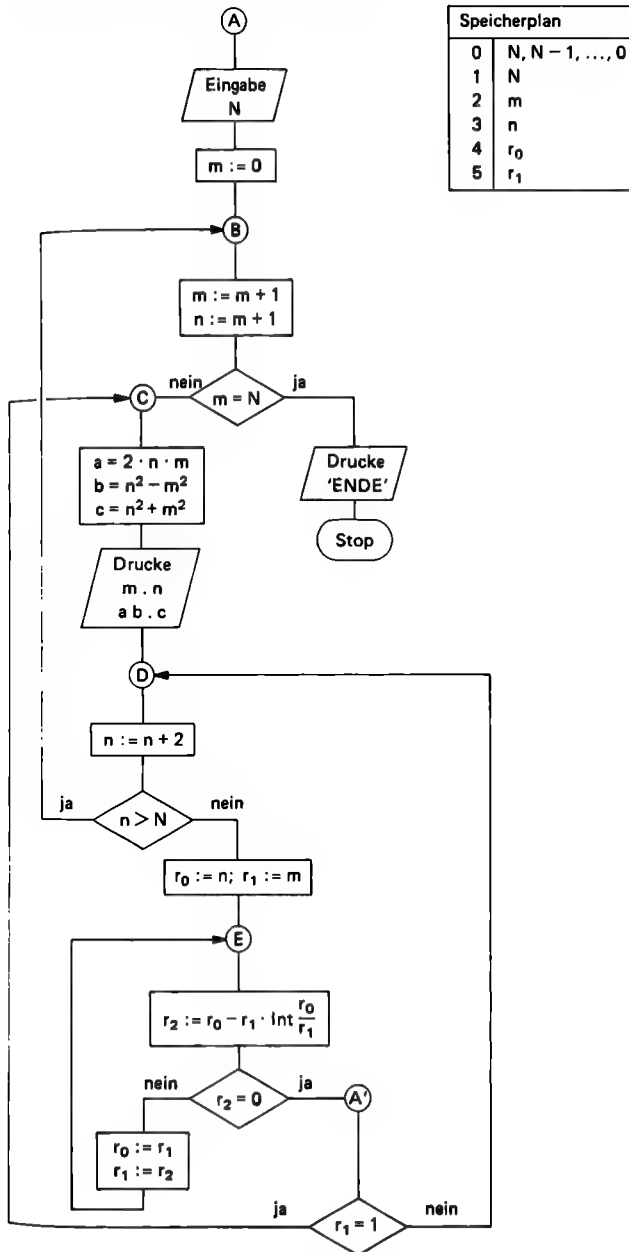 A
Eingabe
N
m := 0
B
m := m + 1
n := m + 1
nein
m = N
ja
C
a = 2 · n · m
b = n² – m²
c = n² + m²
Drucke
'ENDE'
Stop
Drucke
m . n
a b . c
D
n := n + 2
ja
n > N
nein
r₀ := n; r₁ := m
E
r₂ := r₀ – r₁ · Int r₀/r₁
nein
r₂ = 0
ja
A'
r₀ := r₁
r₁ := r₂
ja
r₁ = 1
nein
Speicherplan
0 N, N – 1, ..., 0
1 N
2 m
3 n
4 r₀
5 r₁